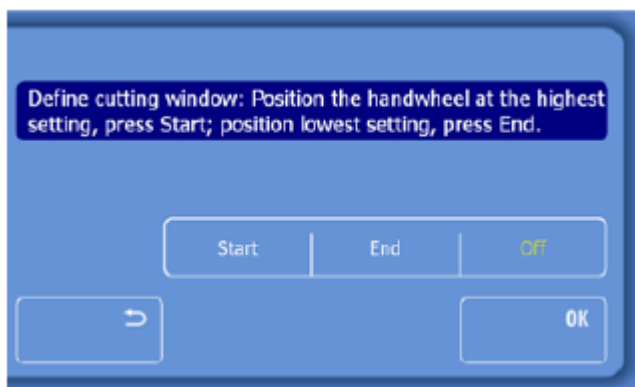 Define cutting window: Position the handwheel at the highest
setting, press Start; position lowest setting, press End.
Start
End
Off
OK